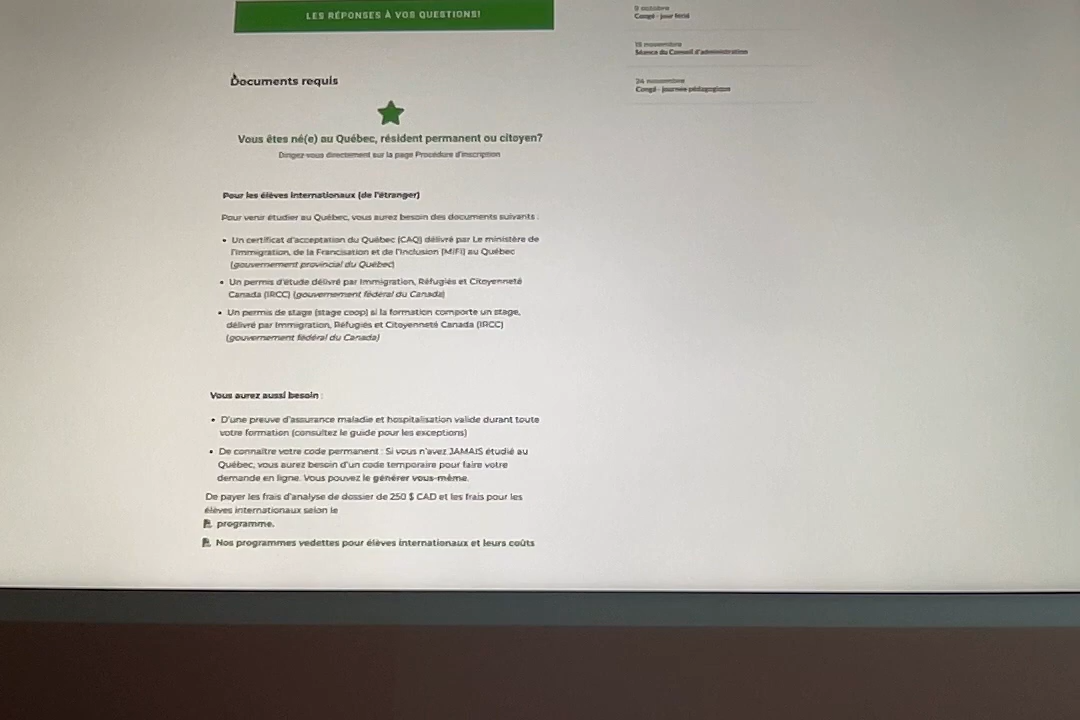 LES RÉPONSES À VOS QUESTIONS!
Documents requis
Vous êtes né(e) au Québec, résident permanent ou citoyen?
Dirigez-vous directement sur la page Procédure d'inscription
Pour les élèves internationaux (de l'étranger)
Pour venir étudier au Québec, vous aurez besoin des documents suivants :
• Un certificat d'acceptation du Québec (CAQ) délivré par Le ministère de
l'Immigration, de la Francisation et de l'Inclusion (MIFI) au Québec
(gouvernement provincial du Québec)
• Un permis d'étude délivré par Immigration, Réfugiés et Citoyenneté
Canada (IRCC) (gouvernement fédéral du Canada)
• Un permis de stage (stage coop) si la formation comporte un stage,
délivré par Immigration, Réfugiés et Citoyenneté Canada (IRCC)
(gouvernement fédéral du Canada)
Vous aurez aussi besoin :
• D'une preuve d'assurance maladie et hospitalisation valide durant toute
votre formation (consultez le guide pour les exceptions)
• De connaître votre code permanent : Si vous n'avez JAMAIS étudié au
Québec, vous aurez besoin d'un code temporaire pour faire votre
demande en ligne. Vous pouvez le générer vous-même.
De payer les frais d'analyse de dossier de 250 $ CAD et les frais pour les
élèves internationaux selon le
programme.
Nos programmes vedettes pour élèves internationaux et leurs coûts
9 octobre
Congé - jour férié
novembre
Séance du Conseil d'administration
24 novembre
Congé - journée pédagogique